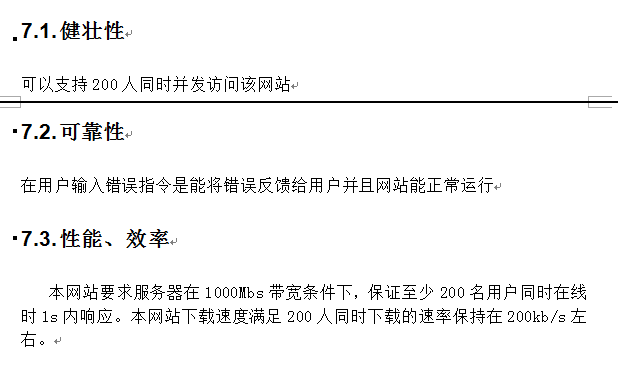 7.1.健壮性
可以支持 200 人同时并发访问该网站
7.2.可靠性
在用户输入错误指令是能将错误反馈给用户并且网站能正常运行
7.3.性能、效率
本网站要求服务器在 1000Mbs 带宽条件下，保证至少 200 名用户同时在线
时 1s 内响应。本网站下载速度满足 200 人同时下载的速率保持在 200kb/s 左
右。